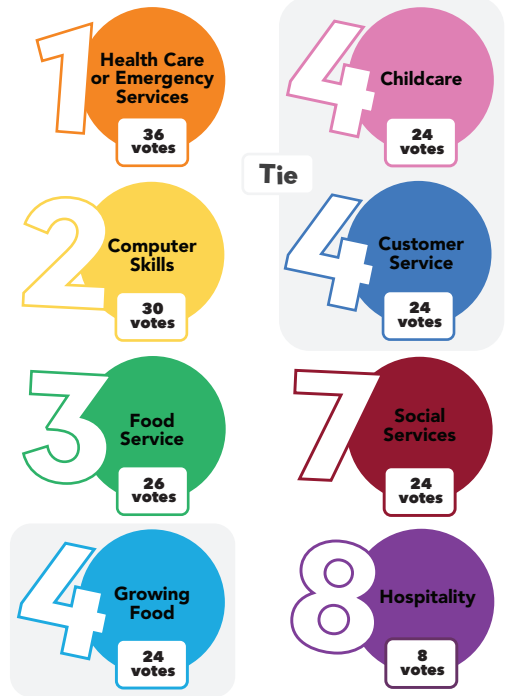 1
Health Care
or Emergency
Services
36
votes
2
Computer
Skills
30
votes
3
Food
Service
26
votes
4
Growing
Food
24
votes
Tie
4
Childcare
24
votes
4
Customer
Service
24
votes
7
Social
Services
24
votes
8
Hospitality
8
votes